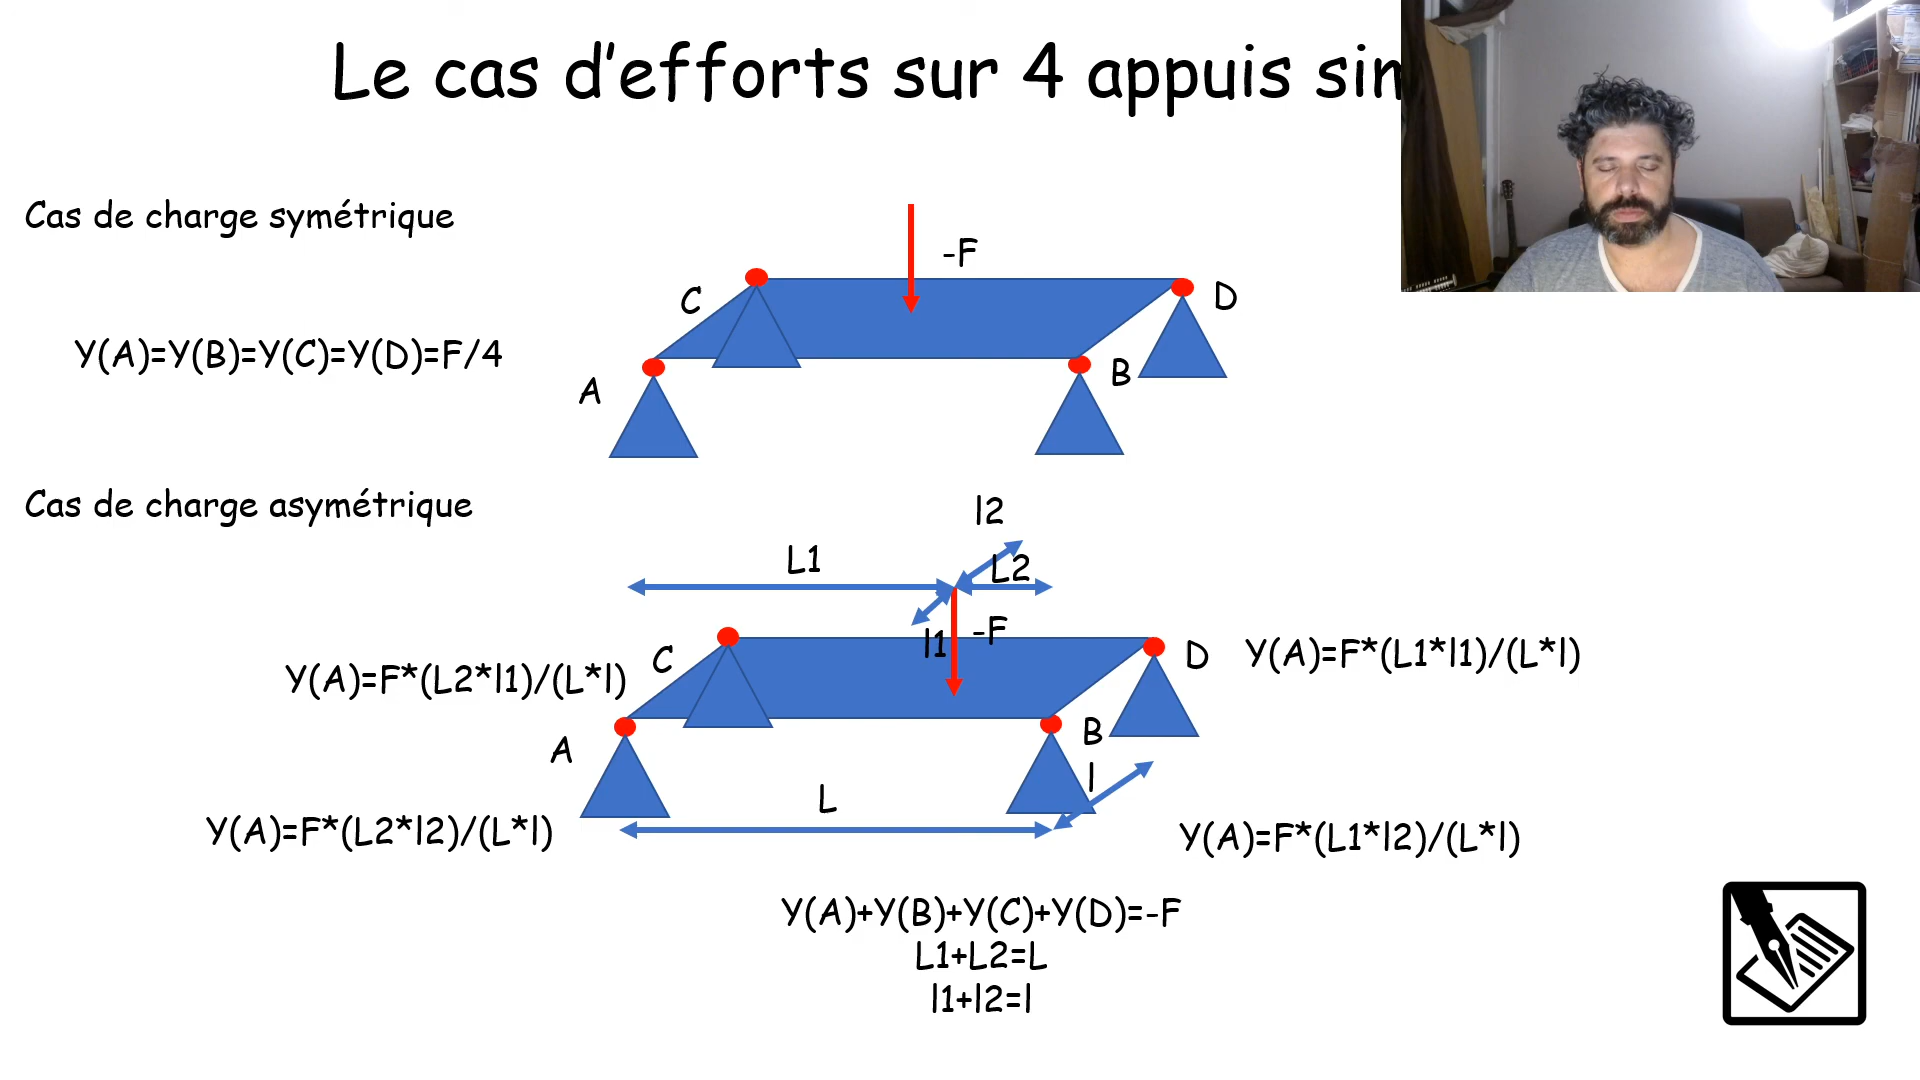 Le cas d'efforts sur 4 appuis
Cas de charge symétrique
-F
C
D
Y(A)=Y(B)=Y(C)=Y(D)=F/4
A
B
Cas de charge asymétrique
l2
L1
L2
-F
l1
C
D
Y(A)=F*(L1*l1)/(L*l)
Y(A)=F*(L2*l1)/(L*l)
A
B
l
L
Y(A)=F*(L2*l2)/(L*l)
Y(A)=F*(L1*l2)/(L*l)
Y(A)+Y(B)+Y(C)+Y(D)=-F
L1+L2=L
l1+l2=l